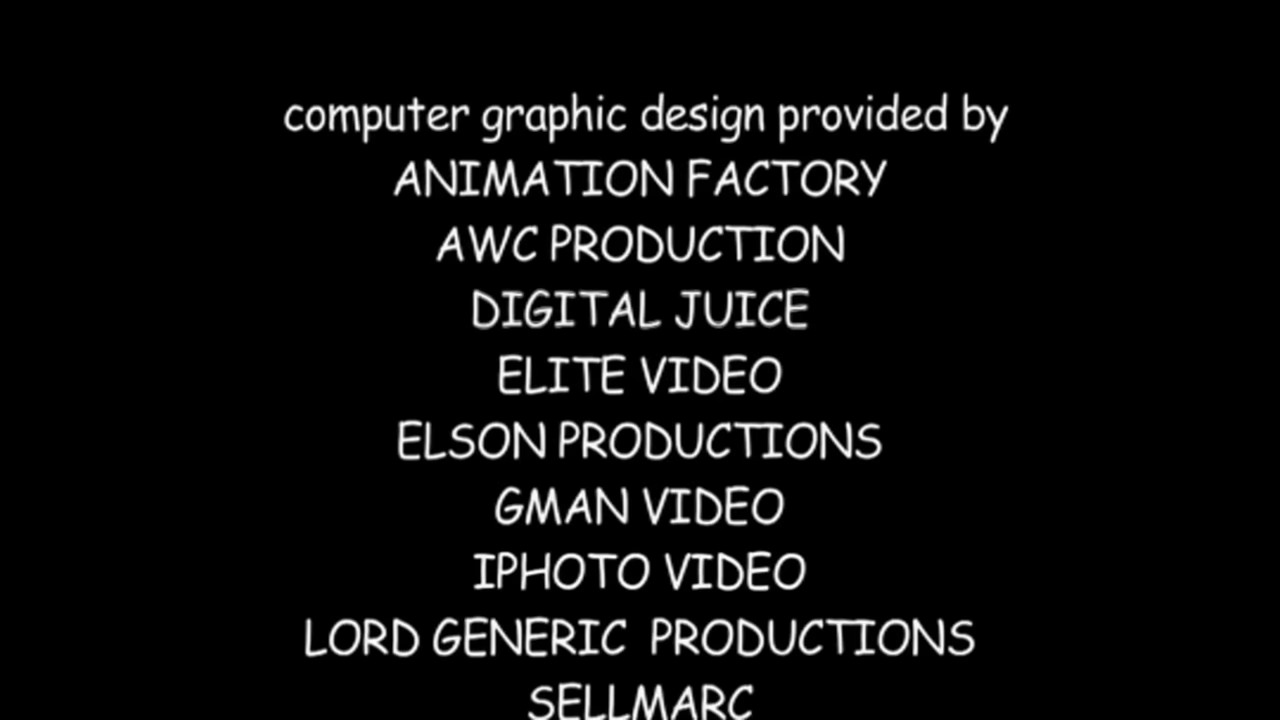 computer graphic design provided by
ANIMATION FACTORY
AWC PRODUCTION
DIGITAL JUICE
ELITE VIDEO
ELSON PRODUCTIONS
GMAN VIDEO
IPHOTO VIDEO
LORD GENERIC PRODUCTIONS
SELLMARC